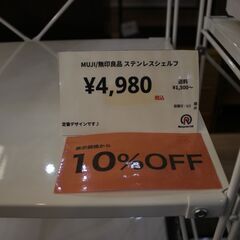 MUJI/無印良品 ステンレスシェルフ
¥4,980
税込
送料
¥1,300〜
定番デザインです♪
表示価格から
10%OFF